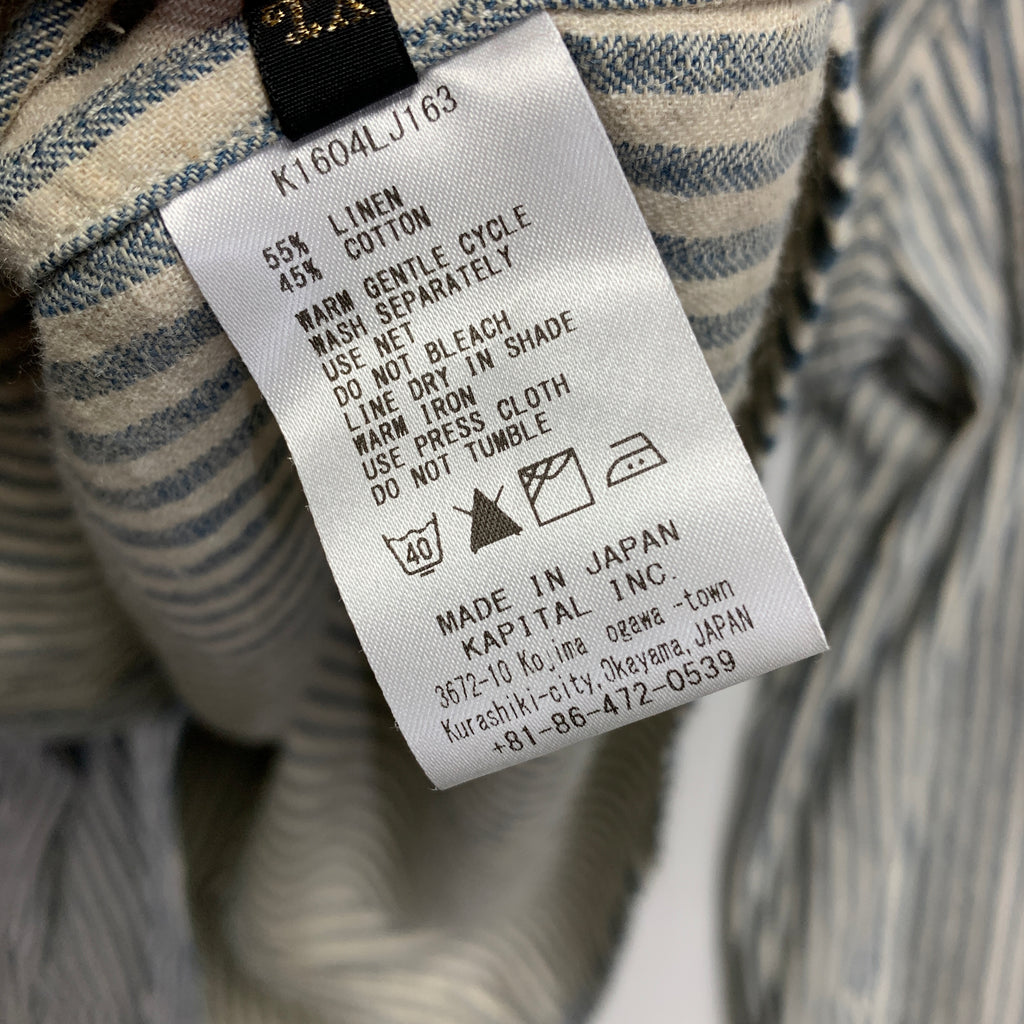 K1604LJ163
55% LINEN
45% COTTON
WARM GENTLE CYCLE
WASH SEPARATELY
USE NET
DO NOT BLEACH
LINE DRY IN SHADE
WARM IRON
USE PRESS CLOTH
DO NOT TUMBLE
40
MADE IN JAPAN
KAPITAL INC.
3672-10 Kojima ogawa -town
Kurashiki-city,Okayama,JAPAN
+81-86-472-0539